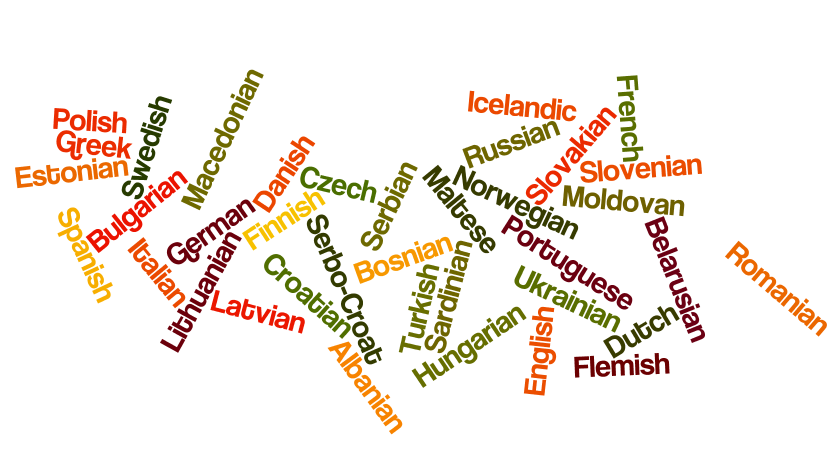 Polish
Greek
Estonian
Swedish
Macedonian
Bulgarian
Spanish
Italian
German
Lithuanian
Danish
Finnish
Czech
Latvian
Croatian
Serbo-Croat
Albanian
Serbian
Bosnian
Turkish
Sardinian
Hungarian
Maltese
Norwegian
Icelandic
Russian
Slovakian
French
Slovenian
Moldovan
Portuguese
Ukrainian
English
Dutch
Flemish
Belarusian
Romanian